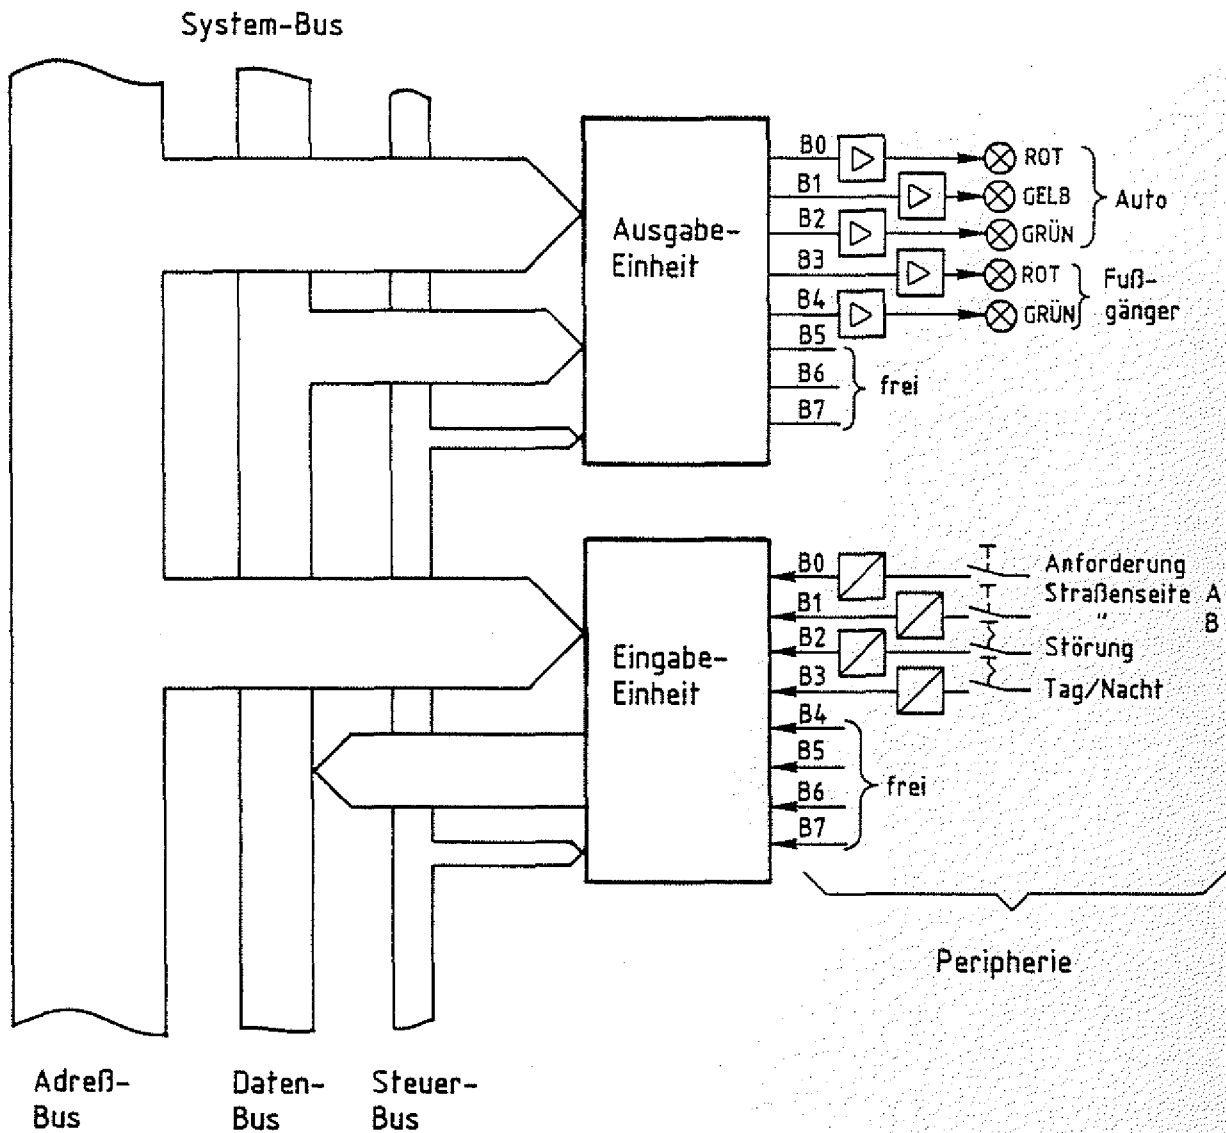 System-Bus
Ausgabe-
Einheit
B0
B1
B2
B3
B4
B5
B6
B7
ROT
GELB
GRÜN
ROT
GRÜN
Auto
Fuß-
gänger
frei
Eingabe-
Einheit
B0
B1
B2
B3
B4
B5
B6
B7
Anforderung
Straßenseite A
" B
Störung
Tag/Nacht
frei
Peripherie
Adreß-
Bus
Daten-
Bus
Steuer-
Bus